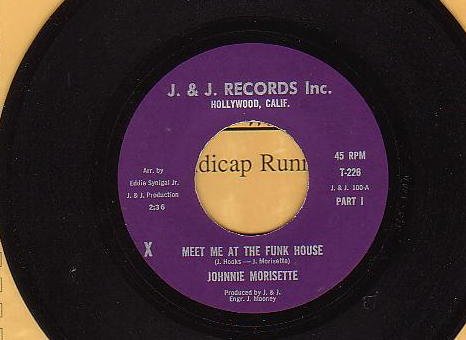 J. & J. RECORDS Inc.
HOLLYWOOD, CALIF.
Arr. by
Eddie Synigal Jr.
J. & J. Production
2:36
dicap Runn
45 RPM
T-226
J. & J. 100-A
PART I
X
MEET ME AT THE FUNK HOUSE
(J. Hooks — J. Morisette)
JOHNNIE MORISETTE
Produced by J. & J.
Engr. J. Mooney